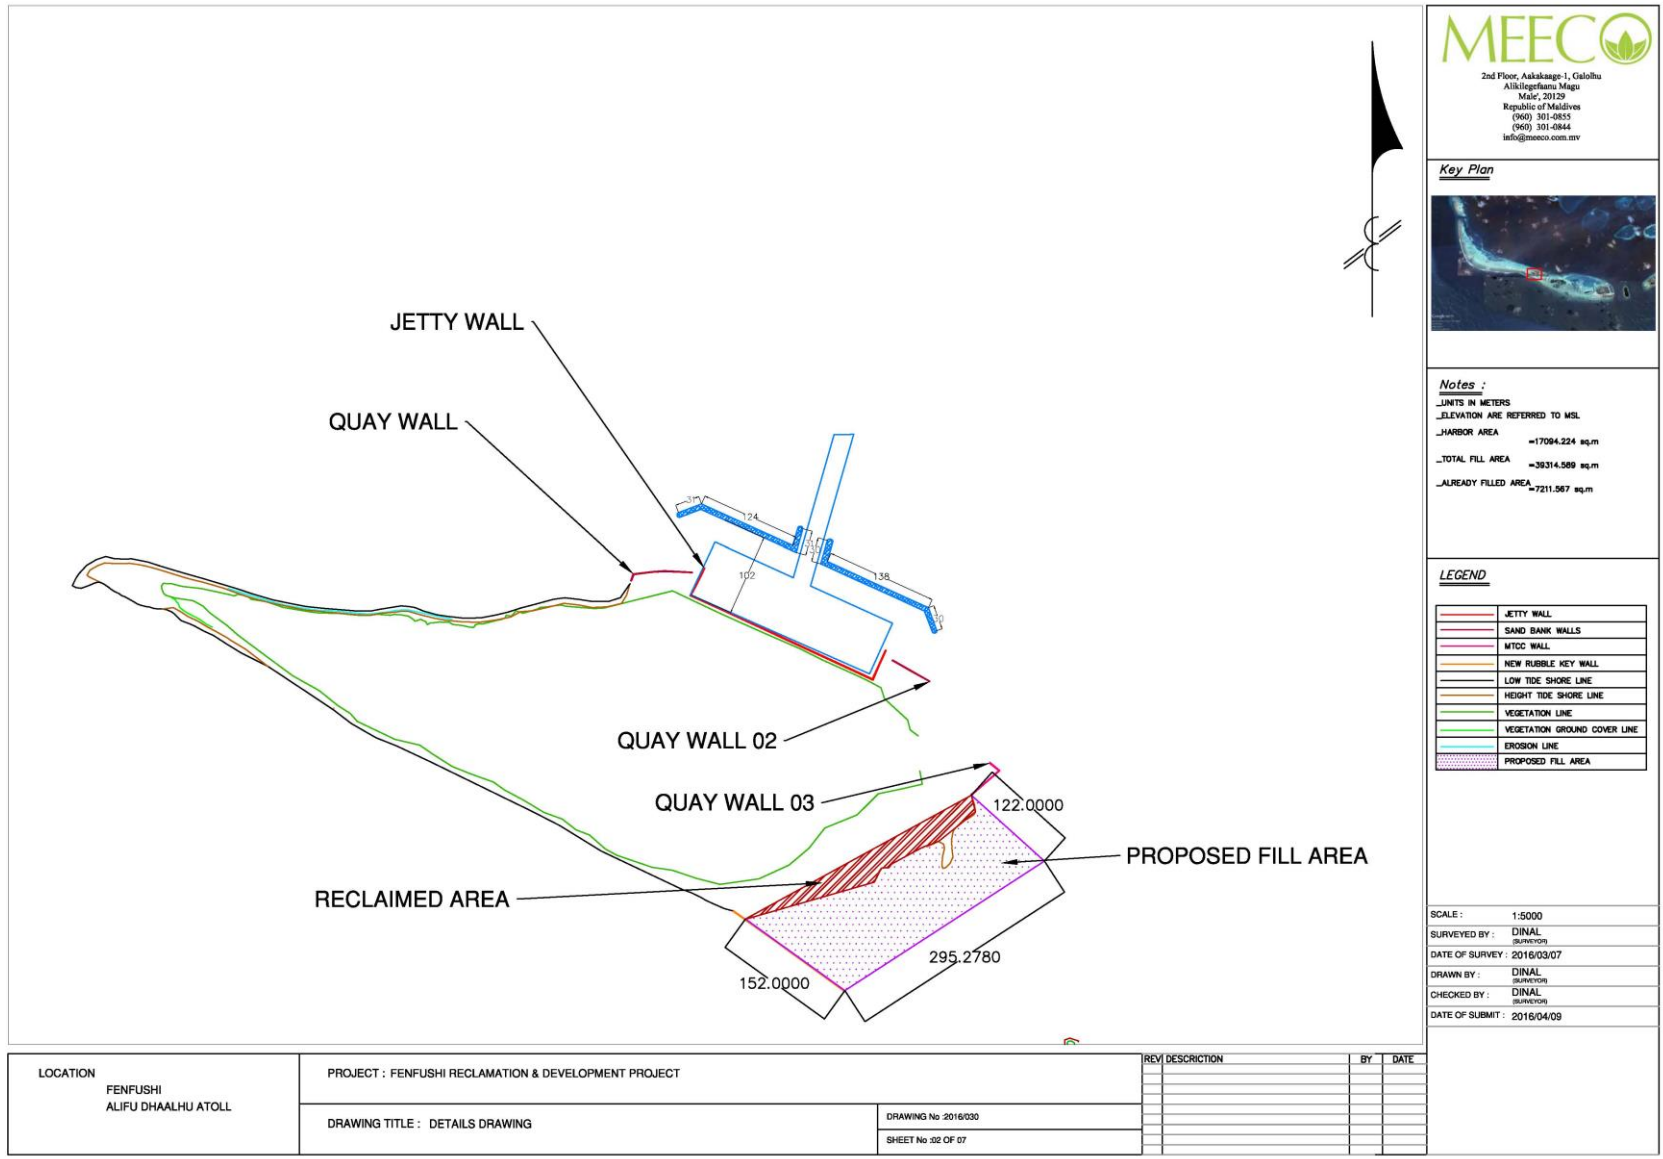 MEECO
2nd Floor, Aakakaage-1, Galolhu
Alikilegefaanu Magu
Male', 20129
Republic of Maldives
(960) 301-0855
(960) 301-0844
info@meeco.com.mv
Key Plan
Notes :
_UNITS IN METERS
_ELEVATION ARE REFERRED TO MSL
_HARBOR AREA
=17094.224 sq.m
_TOTAL FILL AREA
=39314.589 sq.m
_ALREADY FILLED AREA
=7211.567 sq.m
LEGEND
JETTY WALL
SAND BANK WALLS
MTCC WALL
NEW RUBBLE KEY WALL
LOW TIDE SHORE LINE
HEIGHT TIDE SHORE LINE
VEGETATION LINE
VEGETATION GROUND COVER LINE
EROSION LINE
PROPOSED FILL AREA
SCALE : 1:5000
SURVEYED BY : DINAL
(SURVEYOR)
DATE OF SURVEY : 2016/03/07
DRAWN BY : DINAL
(SURVEYOR)
CHECKED BY : DINAL
(SURVEYOR)
DATE OF SUBMIT : 2016/04/09
JETTY WALL
QUAY WALL
31
124
102
138
QUAY WALL 02
QUAY WALL 03
122.0000
PROPOSED FILL AREA
RECLAIMED AREA
295.2780
152.0000
LOCATION
FENFUSHI
ALIFU DHAALHU ATOLL
PROJECT : FENFUSHI RECLAMATION & DEVELOPMENT PROJECT
DRAWING TITLE : DETAILS DRAWING
DRAWING No :2016/030
SHEET No :02 OF 07
REV DESCRICTION BY DATE